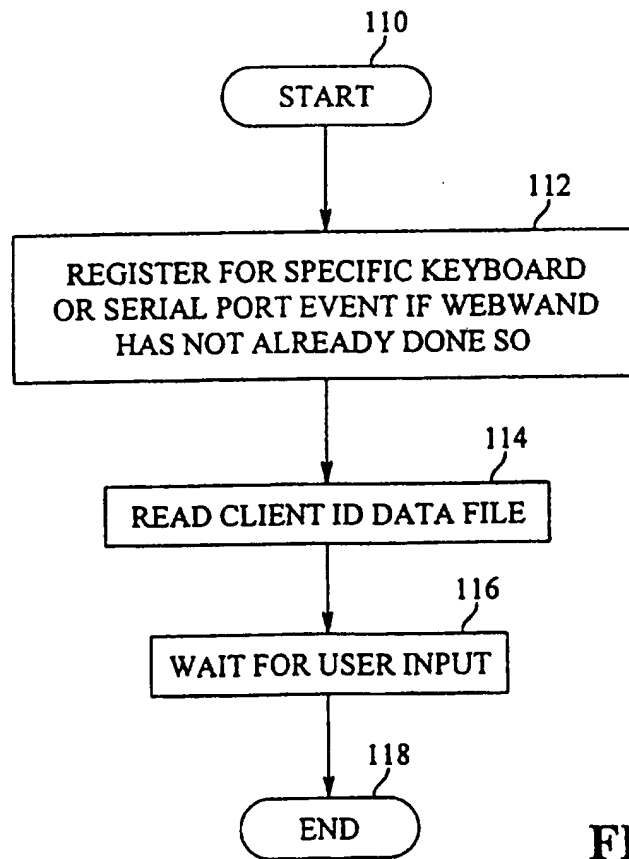 110
START
112
REGISTER FOR SPECIFIC KEYBOARD
OR SERIAL PORT EVENT IF WEBWAND
HAS NOT ALREADY DONE SO
114
READ CLIENT ID DATA FILE
116
WAIT FOR USER INPUT
118
END